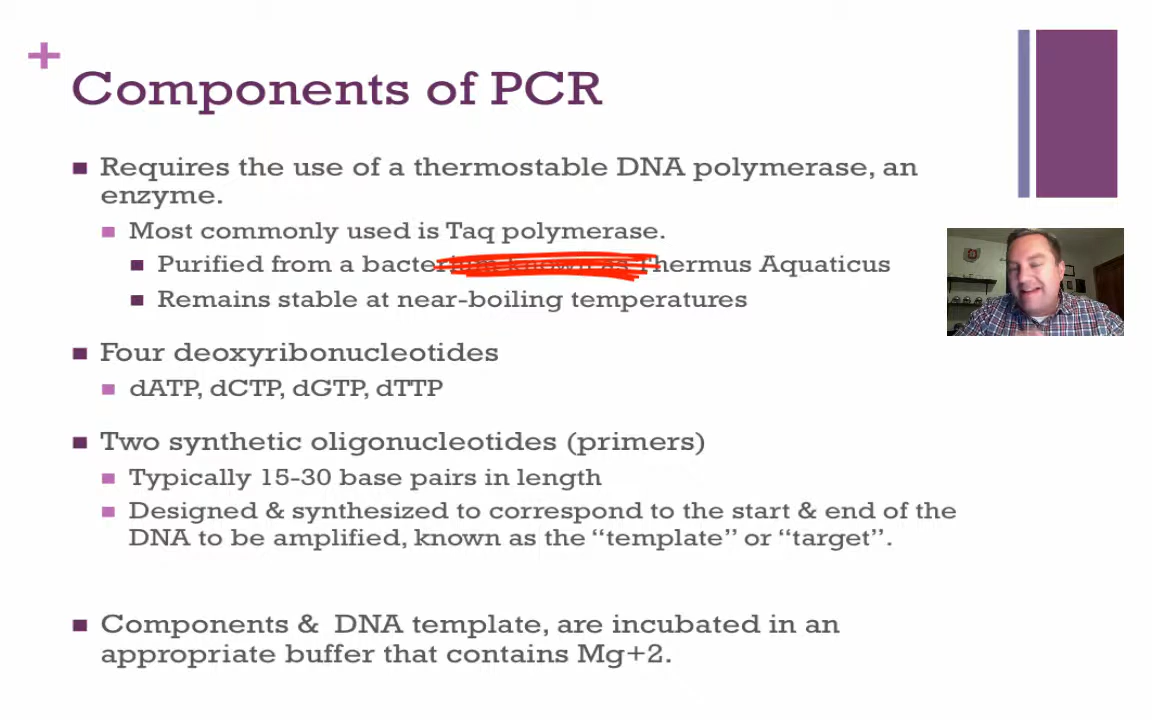 Components of PCR
Requires the use of a thermostable DNA polymerase, an
enzyme.
Most commonly used is Taq polymerase.
Purified from a bacterium known as Thermus Aquaticus
Remains stable at near-boiling temperatures
Four deoxyribonucleotides
dATP, dCTP, dGTP, dTTP
Two synthetic oligonucleotides (primers)
Typically 15-30 base pairs in length
Designed & synthesized to correspond to the start & end of the
DNA to be amplified, known as the “template” or “target”.
Components & DNA template, are incubated in an
appropriate buffer that contains Mg+2.